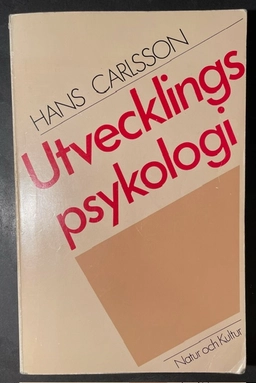 HANS CARLSSON
Utvecklings
psykologi
Natur och Kultur